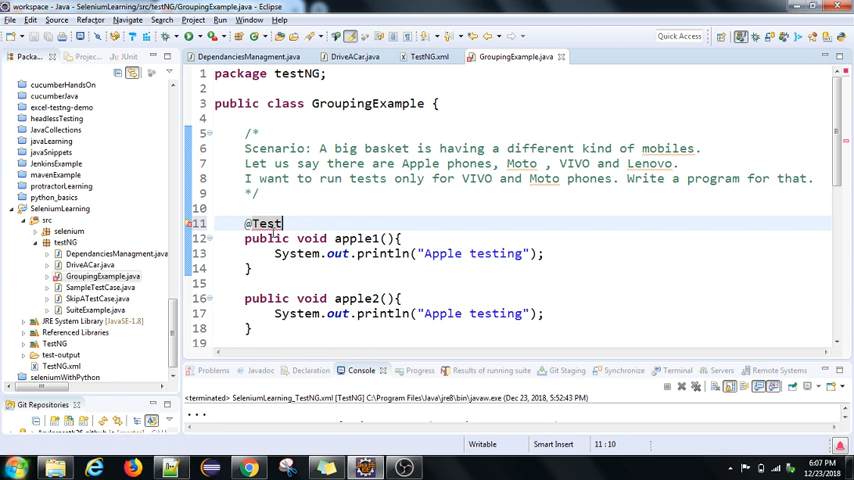 workspace - Java - SeleniumLearning/src/testNG/GroupingExample.java - Eclipse
File Edit Source Refactor Navigate Search Project Run Window Help
Quick Access
Packa... Projec... JUnit
DependanciesManagment.java DriveACar.java TestNG.xml GroupingExample.java
cucumberHandsOn
cucumberJava
excel-testng-demo
headlessTesting
JavaCollections
javaLearning
javaSnippets
JenkinsExample
mavenExample
protractorLearning
python_basics
SeleniumLearning
src
selenium
testNG
DependanciesManagment.java
DriveACar.java
GroupingExample.java
SampleTestCase.java
SkipATestCase.java
SuiteExample.java
JRE System Library [JavaSE-1.8]
Referenced Libraries
TestNG
test-output
TestNG.xml
seleniumWithPython
1 package testNG;
2
3 public class GroupingExample {
4
5 /*
6 Scenario: A big basket is having a different kind of mobiles.
7 Let us say there are Apple phones, Moto , VIVO and Lenovo.
8 I want to run tests only for VIVO and Moto phones. Write a program for that.
9 */
10
11 @Test
12 public void apple1(){
13 System.out.println("Apple testing");
14 }
15
16 public void apple2(){
17 System.out.println("Apple testing");
18 }
19
Problems Javadoc Declaration Console Progress Results of running suite Git Staging Synchronize Terminal Servers Remote Systems
<terminated> SeleniumLearning_TestNG.xml [TestNG] C:\Program Files\Java\jre8\bin\javaw.exe (Dec 23, 2018, 5:52:43 PM)
...
Git Repositories
Writable Smart Insert 11 : 10
6:07 PM
12/23/2018